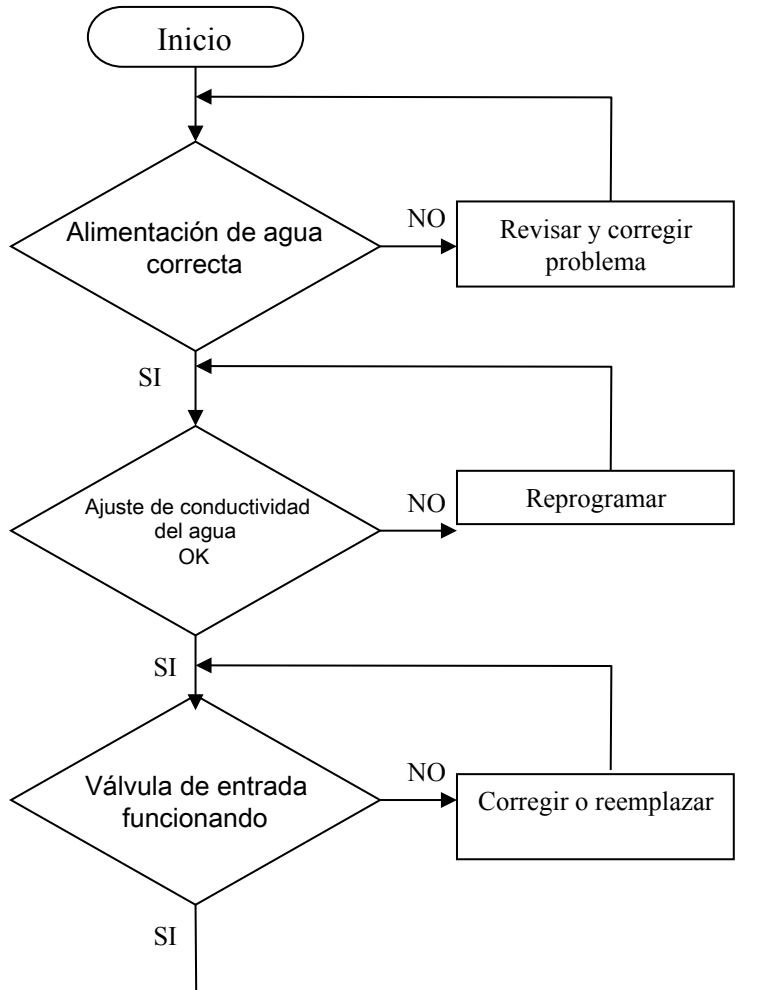 Inicio
Alimentación de agua
correcta
NO
Revisar y corregir
problema
SI
Ajuste de conductividad
del agua
OK
NO
Reprogramar
SI
Válvula de entrada
funcionando
NO
Corregir o reemplazar
SI